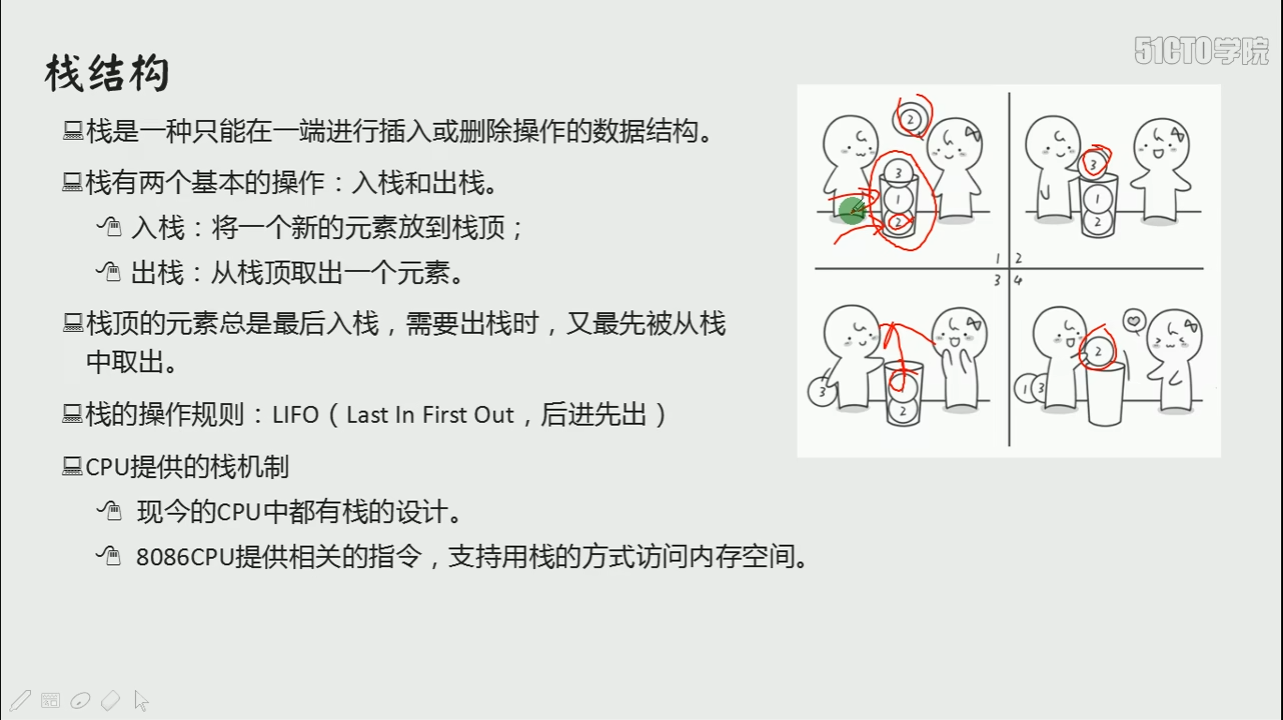 栈结构
51CTO学院
栈是一种只能在一端进行插入或删除操作的数据结构。
栈有两个基本的操作：入栈和出栈。
入栈：将一个新的元素放到栈顶；
出栈：从栈顶取出一个元素。
栈顶的元素总是最后入栈，需要出栈时，又最先被从栈
中取出。
栈的操作规则：LIFO（Last In First Out，后进先出）
CPU提供的栈机制
现今的CPU中都有栈的设计。
8086CPU提供相关的指令，支持用栈的方式访问内存空间。
2
3
1
2
1
3
1
2
2
3
4
3
2
2
1
3